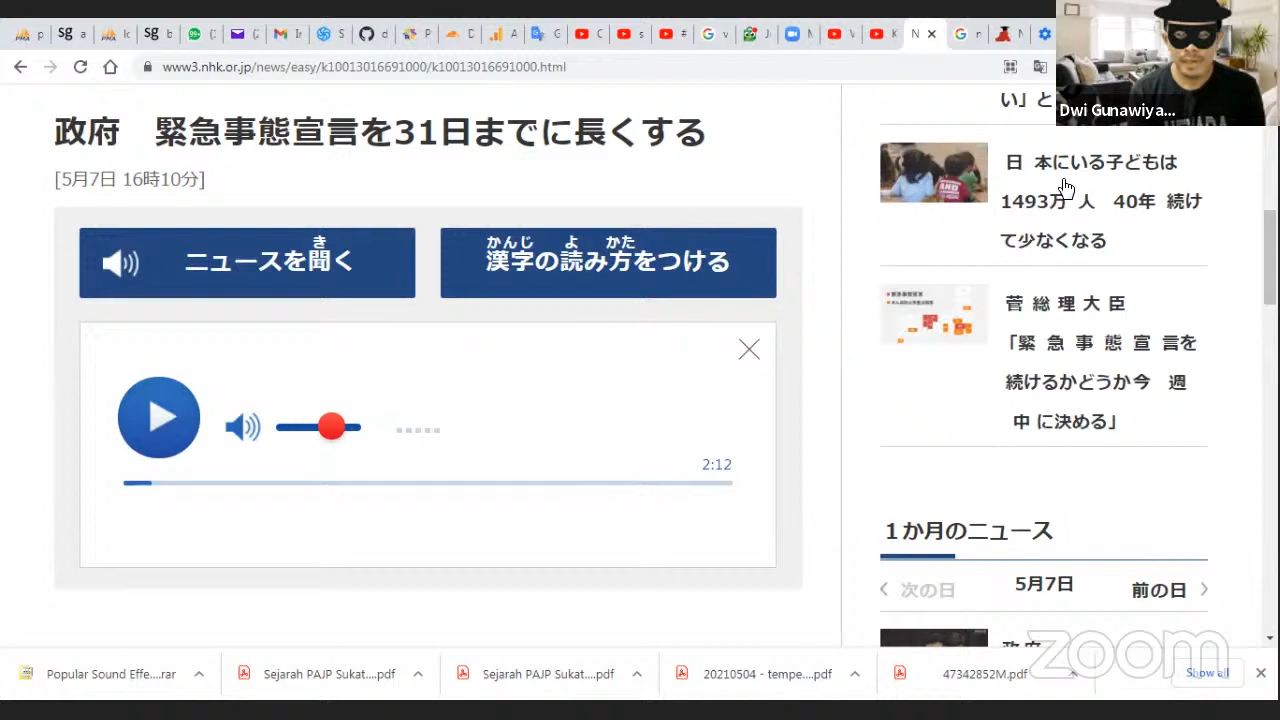 www3.nhk.or.jp/news/easy/k10013016691000/k10013016691000.html
Dwi Gunawiya...
政府 緊急事態宣言を31日までに長くする
[5月7日 16時10分]
ニュースを聞く
き
漢字の読み方をつける
かんじ よ かた
2:12
い」と
日 本にいる子どもは
1493万 人 40年 続け
て少なくなる
菅 総 理 大 臣
「緊 急 事 態 宣 言を
続けるかどうか今 週
中 に決める」
1か月のニュース
次の日
5月7日
前の日
zoom
Popular Sound Effe....rar
Sejarah PAJP Sukat....pdf
Sejarah PAJP Sukat....pdf
20210504 - tempe....pdf
47342852M.pdf
Show all